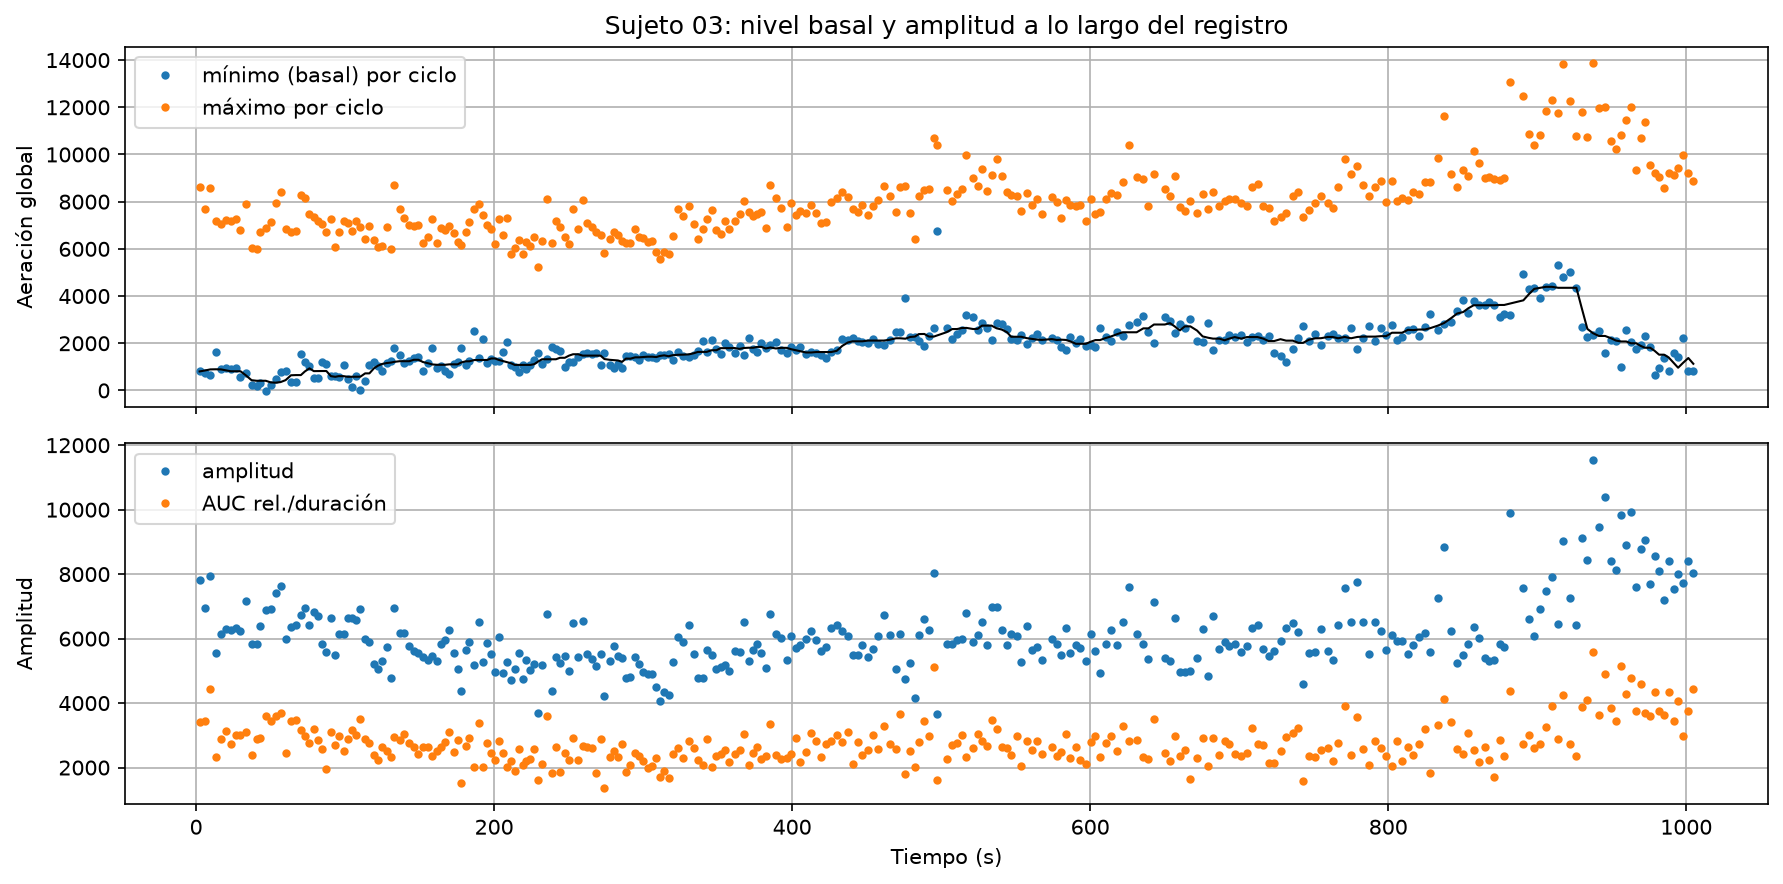 Sujeto 03: nivel basal y amplitud a lo largo del registro
14000
12000
10000
8000
6000
4000
2000
0
Aeración global
mínimo (basal) por ciclo
máximo por ciclo
12000
10000
8000
6000
4000
2000
Amplitud
amplitud
AUC rel./duración
0 200 400 600 800 1000
Tiempo (s)